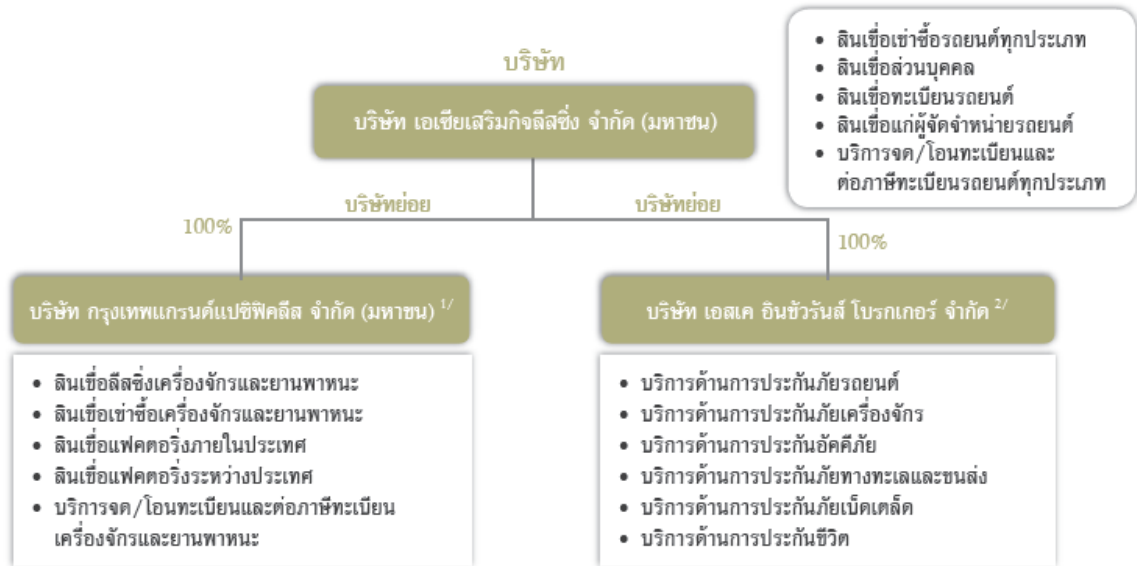 บริษัท
บริษัท เอเซียเสริมกิจลีสซิ่ง จำกัด (มหาชน)
• สินเชื่อเช่าซื้อรถยนต์ทุกประเภท
• สินเชื่อส่วนบุคคล
• สินเชื่อทะเบียนรถยนต์
• สินเชื่อแก่ผู้จัดจำหน่ายรถยนต์
• บริการจด/โอนทะเบียนและ
ต่อภาษีทะเบียนรถยนต์ทุกประเภท
บริษัทย่อย
บริษัทย่อย
100%
100%
บริษัท กรุงเทพแกรนด์แปซิฟิคลีส จำกัด (มหาชน) 1/
• สินเชื่อลีสซิ่งเครื่องจักรและยานพาหนะ
• สินเชื่อเช่าซื้อเครื่องจักรและยานพาหนะ
• สินเชื่อแฟคตอริ่งภายในประเทศ
• สินเชื่อแฟคตอริ่งระหว่างประเทศ
• บริการจด/โอนทะเบียนและต่อภาษีทะเบียน
เครื่องจักรและยานพาหนะ
บริษัท เอสเค อินชัวรันส์ โบรกเกอร์ จำกัด 2/
• บริการด้านการประกันภัยรถยนต์
• บริการด้านการประกันภัยเครื่องจักร
• บริการด้านการประกันอัคคีภัย
• บริการด้านการประกันภัยทางทะเลและขนส่ง
• บริการด้านการประกันภัยเบ็ดเตล็ด
• บริการด้านการประกันชีวิต